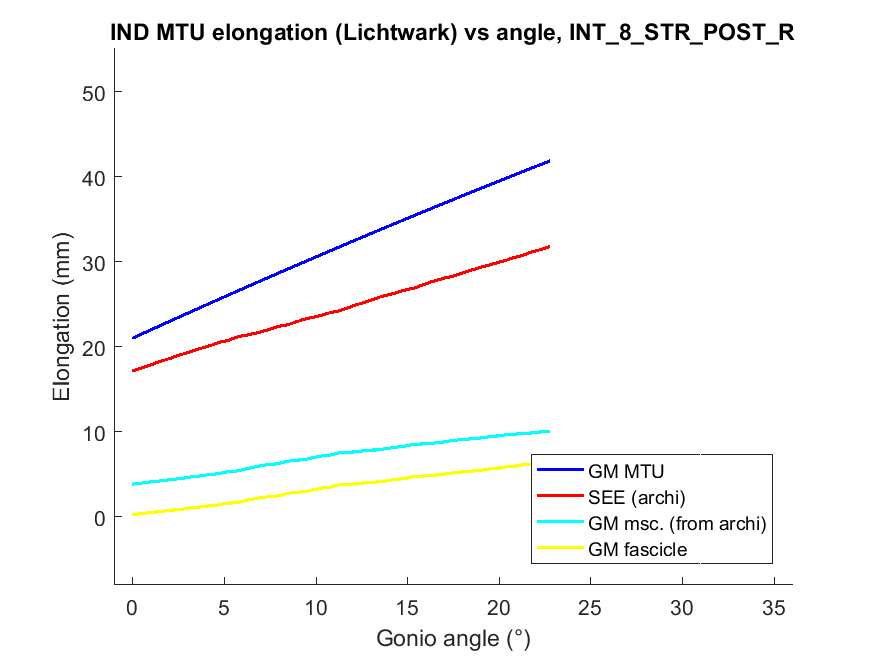 IND MTU elongation (Lichtwark) vs angle, INT_8_STR_POST_R
Elongation (mm)
50
40
30
20
10
0
0 5 10 15 20 25 30 35
Gonio angle (°)
GM MTU
SEE (archi)
GM msc. (from archi)
GM fascicle